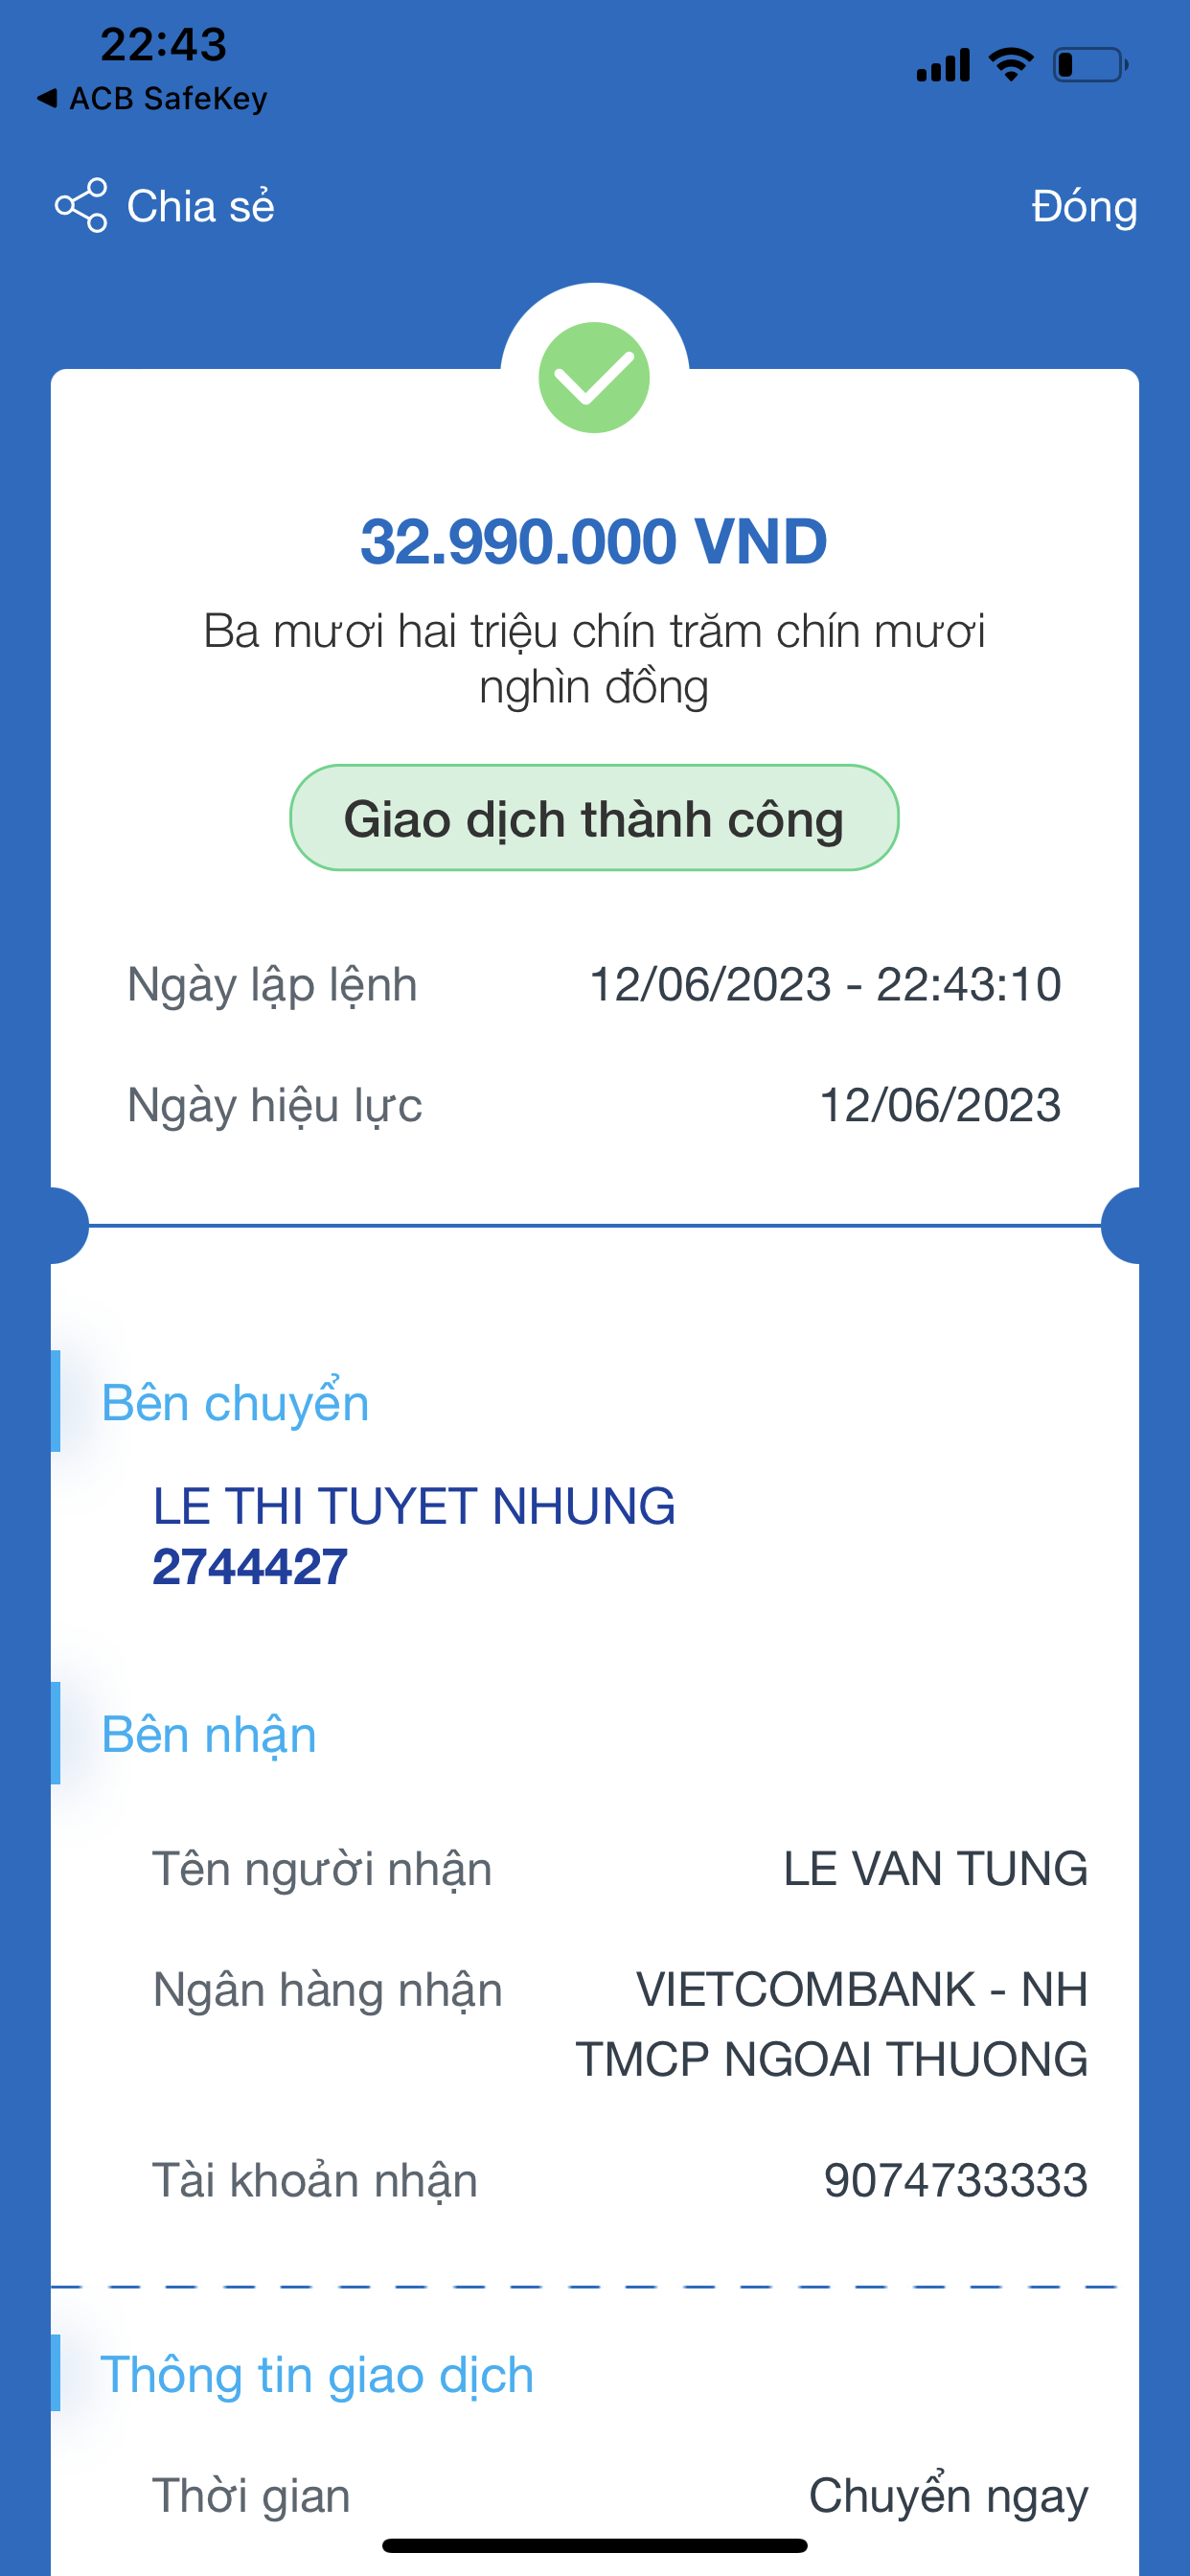 22:43
◀ ACB SafeKey
Chia sẻ
Đóng
32.990.000 VND
Ba mươi hai triệu chín trăm chín mươi
nghìn đồng
Giao dịch thành công
Ngày lập lệnh 12/06/2023 - 22:43:10
Ngày hiệu lực 12/06/2023
Bên chuyển
LE THI TUYET NHUNG
2744427
Bên nhận
Tên người nhận LE VAN TUNG
Ngân hàng nhận VIETCOMBANK - NH
TMCP NGOAI THUONG
Tài khoản nhận 9074733333
Thông tin giao dịch
Thời gian Chuyển ngay